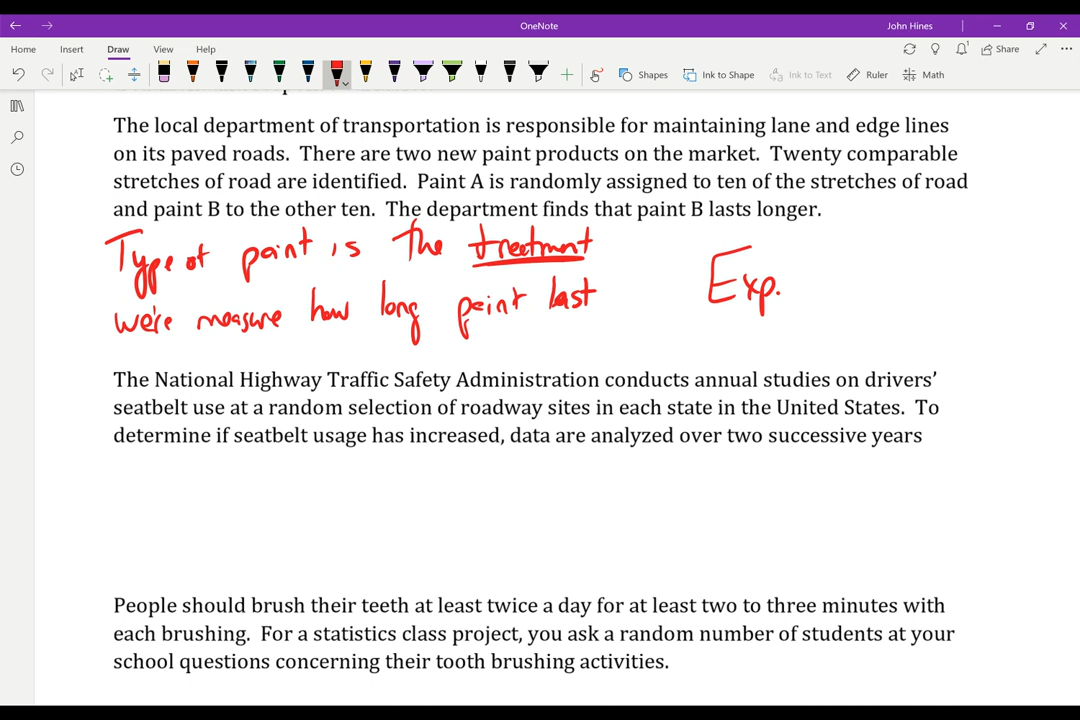 OneNote
John Hines
Home Insert Draw View Help
1 Share
Shapes Ink to Shape Ink to Text Ruler Math
The local department of transportation is responsible for maintaining lane and edge lines
on its paved roads. There are two new paint products on the market. Twenty comparable
stretches of road are identified. Paint A is randomly assigned to ten of the stretches of road
and paint B to the other ten. The department finds that paint B lasts longer.
Type of paint is the treatment
we're measure how long paint last
Exp.
The National Highway Traffic Safety Administration conducts annual studies on drivers'
seatbelt use at a random selection of roadway sites in each state in the United States. To
determine if seatbelt usage has increased, data are analyzed over two successive years
People should brush their teeth at least twice a day for at least two to three minutes with
each brushing. For a statistics class project, you ask a random number of students at your
school questions concerning their tooth brushing activities.